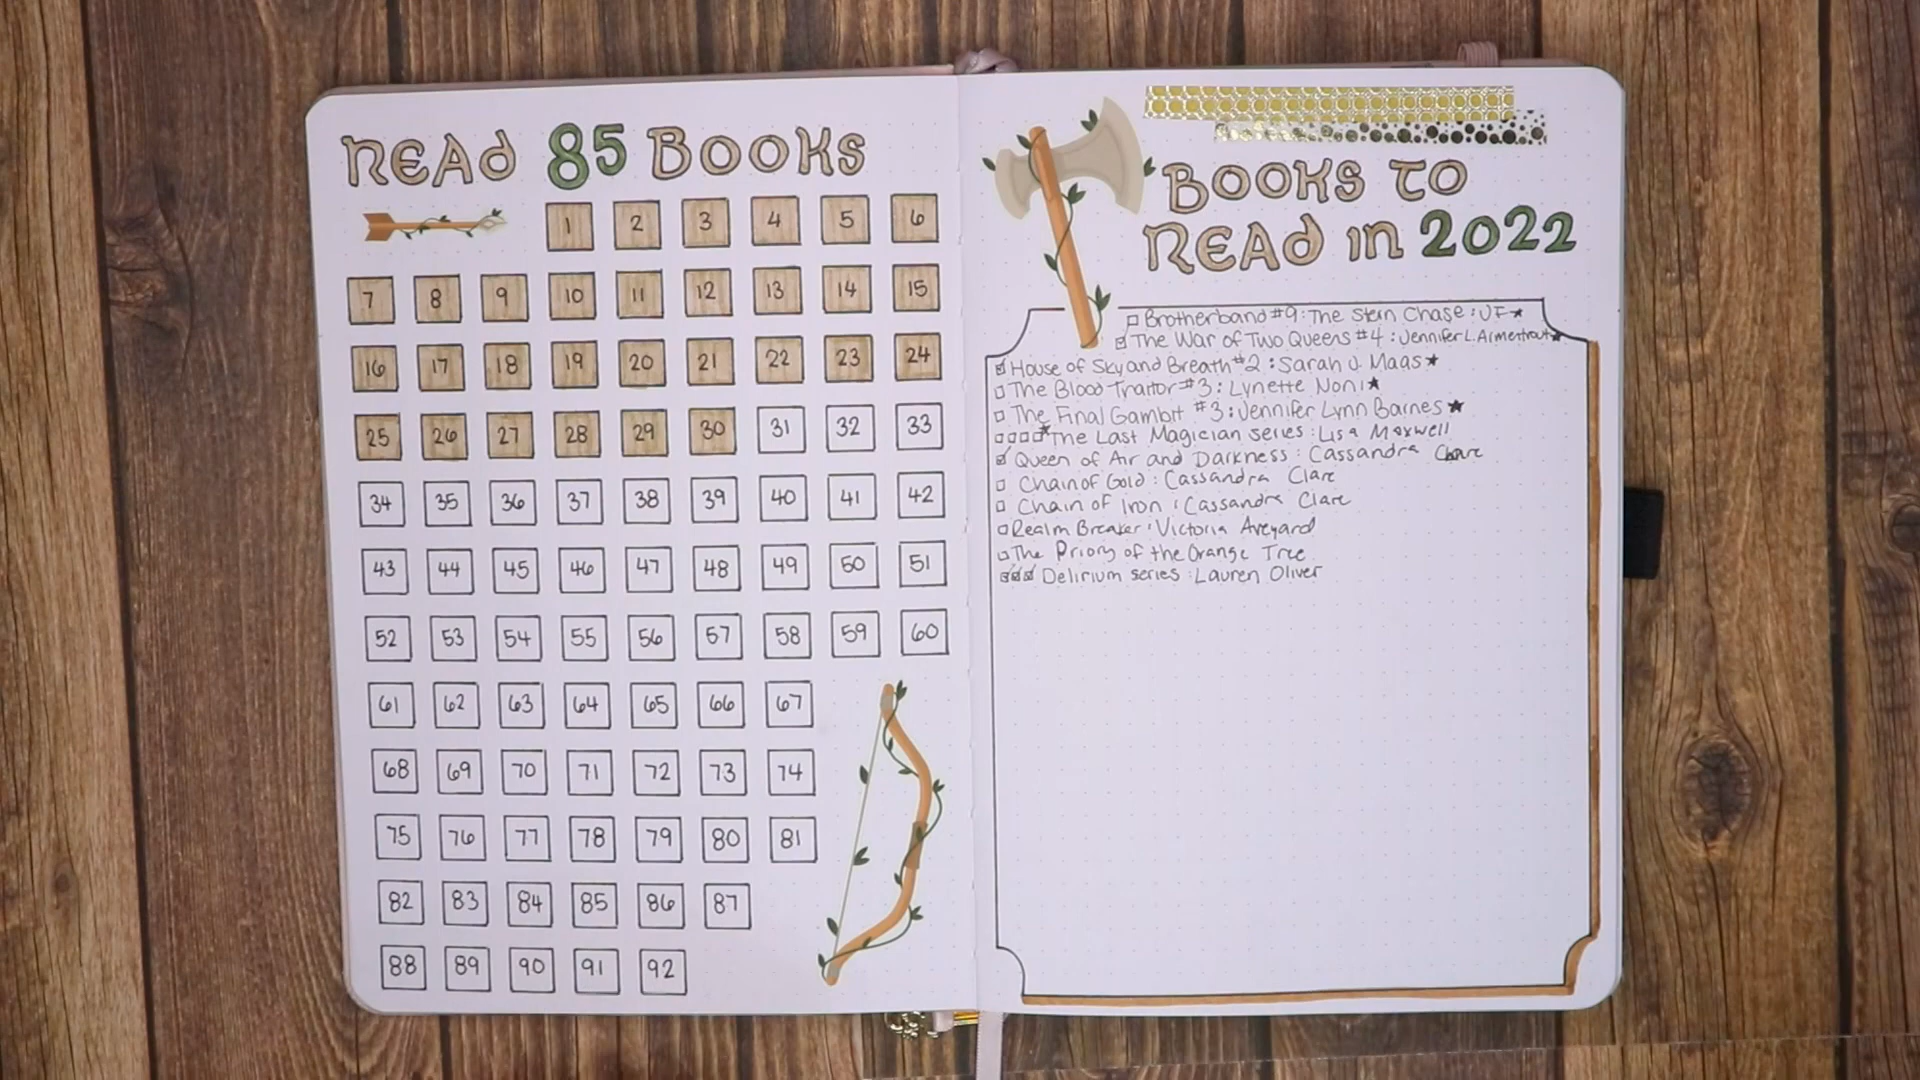 READ 85 BOOKS
1 2 3 4 5 6
7 8 9 10 11 12 13 14 15
16 17 18 19 20 21 22 23 24
25 26 27 28 29 30 31 32 33
34 35 36 37 38 39 40 41 42
43 44 45 46 47 48 49 50 51
52 53 54 55 56 57 58 59 60
61 62 63 64 65 66 67
68 69 70 71 72 73 74
75 76 77 78 79 80 81
82 83 84 85 86 87
88 89 90 91 92
BOOKS TO
READ IN 2022
Brotherband #9: The Stern Chase: JF
The War of Two Queens #4: Jennifer L. Armentrout
House of Sky and Breath #2: Sarah J. Maas
The Blood Traitor #3: Lynette Noni
The Final Gambit #3: Jennifer Lynn Barnes
The Last Magician series: Lisa Maxwell
Queen of Air and Darkness: Cassandra Clare
Chain of Gold: Cassandra Clare
Chain of Iron: Cassandra Clare
Realm Breaker: Victoria Aveyard
The Priory of the Orange Tree
Delirium series: Lauren Oliver